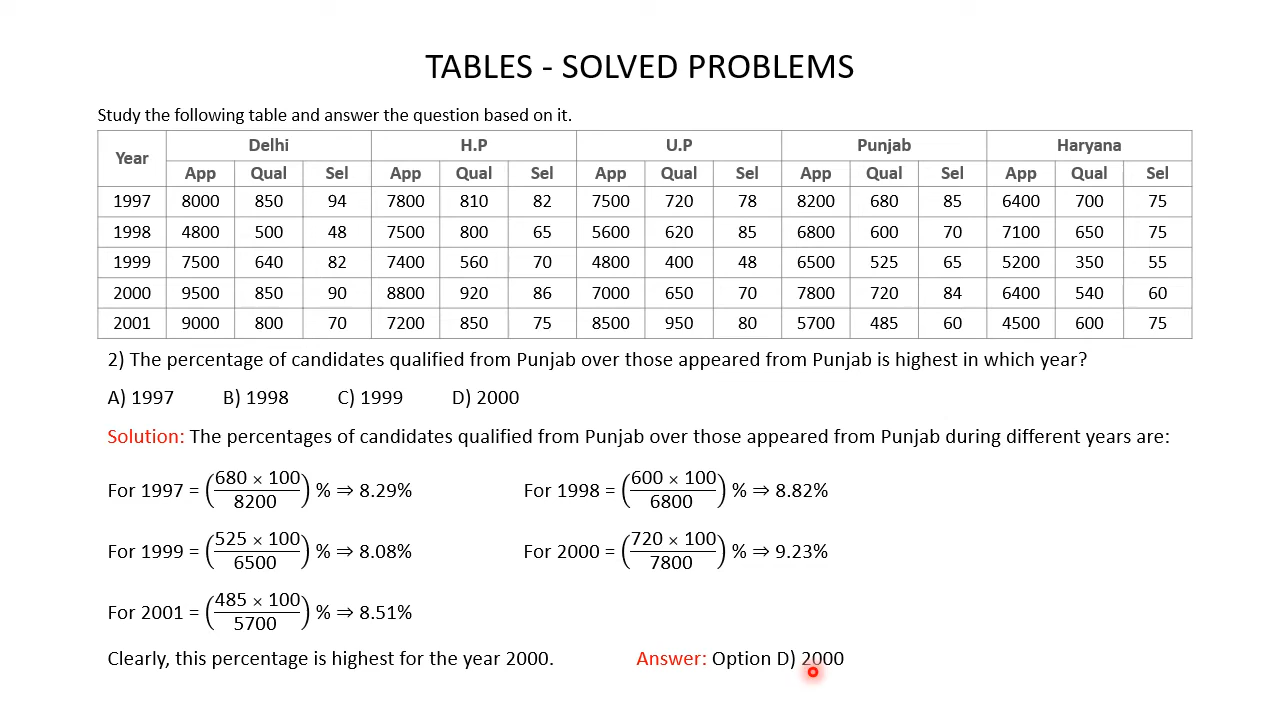 TABLES - SOLVED PROBLEMS
Study the following table and answer the question based on it.
Year Delhi H.P U.P Punjab Haryana
App Qual Sel App Qual Sel App Qual Sel App Qual Sel App Qual Sel
1997 8000 850 94 7800 810 82 7500 720 78 8200 680 85 6400 700 75
1998 4800 500 48 7500 800 65 5600 620 85 6800 600 70 7100 650 75
1999 7500 640 82 7400 560 70 4800 400 48 6500 525 65 5200 350 55
2000 9500 850 90 8800 920 86 7000 650 70 7800 720 84 6400 540 60
2001 9000 800 70 7200 850 75 8500 950 80 5700 485 60 4500 600 75
2) The percentage of candidates qualified from Punjab over those appeared from Punjab is highest in which year?
A) 1997 B) 1998 C) 1999 D) 2000
Solution: The percentages of candidates qualified from Punjab over those appeared from Punjab during different years are:
For 1997 = (680 × 100 / 8200) % ⇒ 8.29% For 1998 = (600 × 100 / 6800) % ⇒ 8.82%
For 1999 = (525 × 100 / 6500) % ⇒ 8.08% For 2000 = (720 × 100 / 7800) % ⇒ 9.23%
For 2001 = (485 × 100 / 5700) % ⇒ 8.51%
Clearly, this percentage is highest for the year 2000. Answer: Option D) 2000